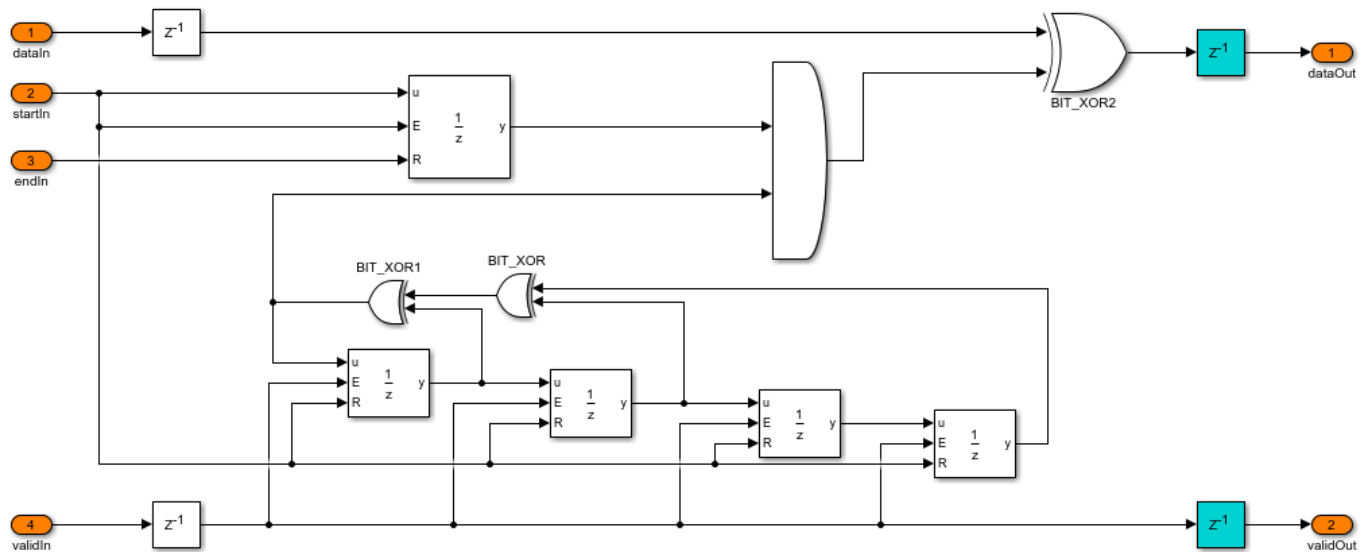 1
dataIn
z-1
BIT_XOR2
z-1
1
dataOut
2
startIn
u
E
R
1
z
y
3
endIn
BIT_XOR1
BIT_XOR
u
E
R
1
z
y
u
E
R
1
z
y
u
E
R
1
z
y
u
E
R
1
z
y
4
validIn
z-1
z-1
2
validOut